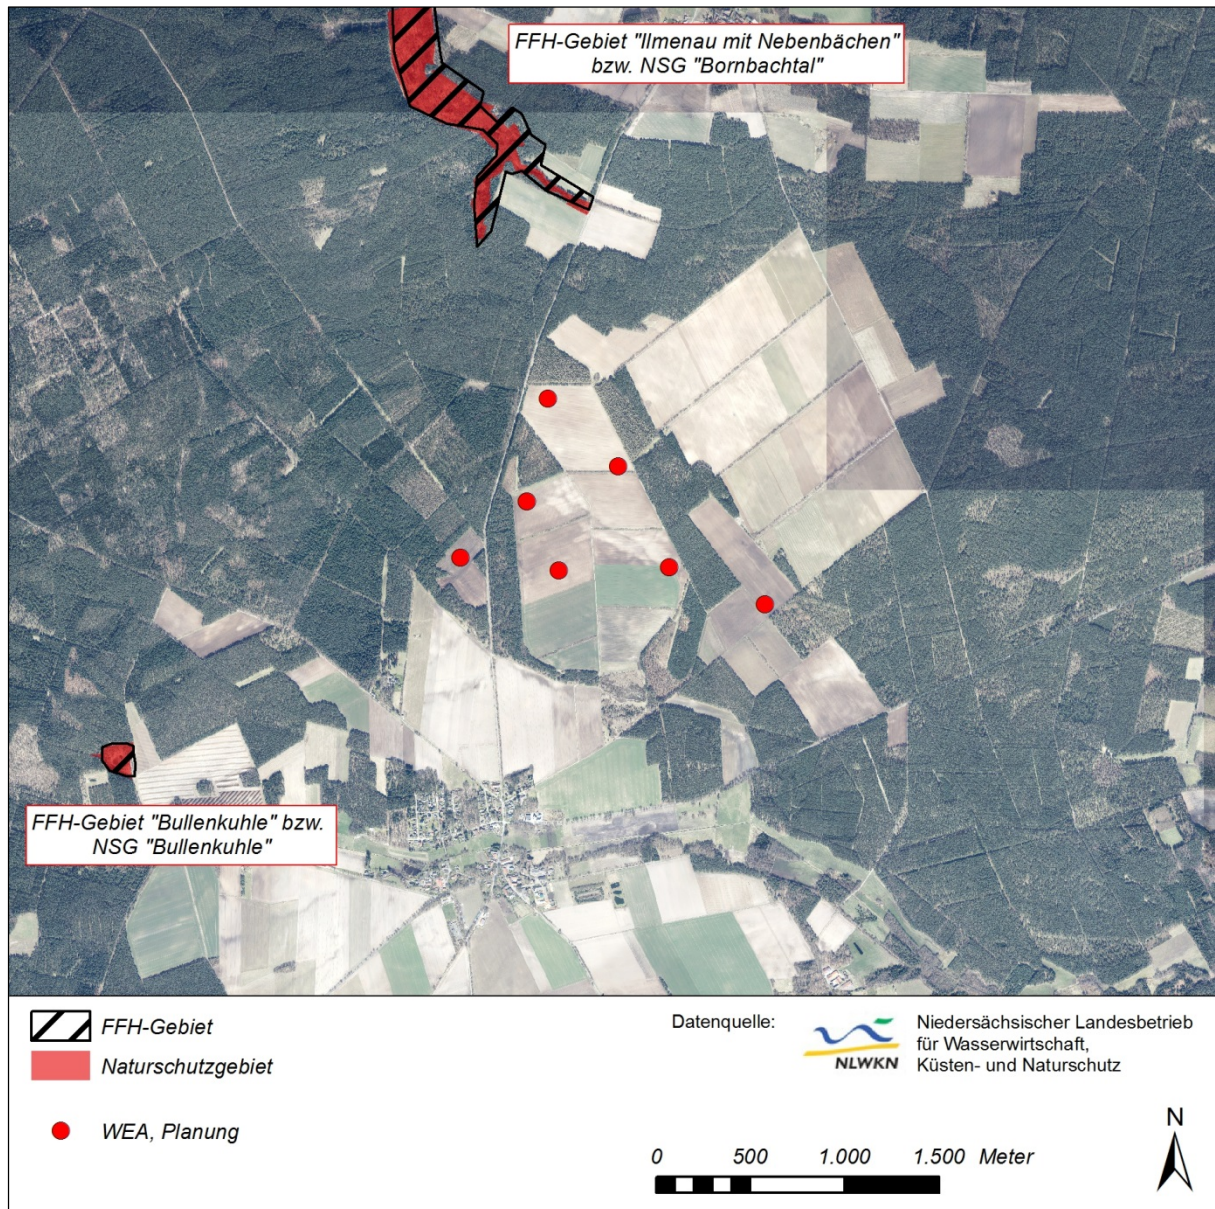 FFH-Gebiet "Ilmenau mit Nebenbächen"
bzw. NSG "Bornbachtal"
FFH-Gebiet "Bullenkuhle" bzw.
NSG "Bullenkuhle"
FFH-Gebiet
Naturschutzgebiet
WEA, Planung
Datenquelle:
NLWKN
Niedersächsischer Landesbetrieb
für Wasserwirtschaft,
Küsten- und Naturschutz
0 500 1.000 1.500 Meter
N